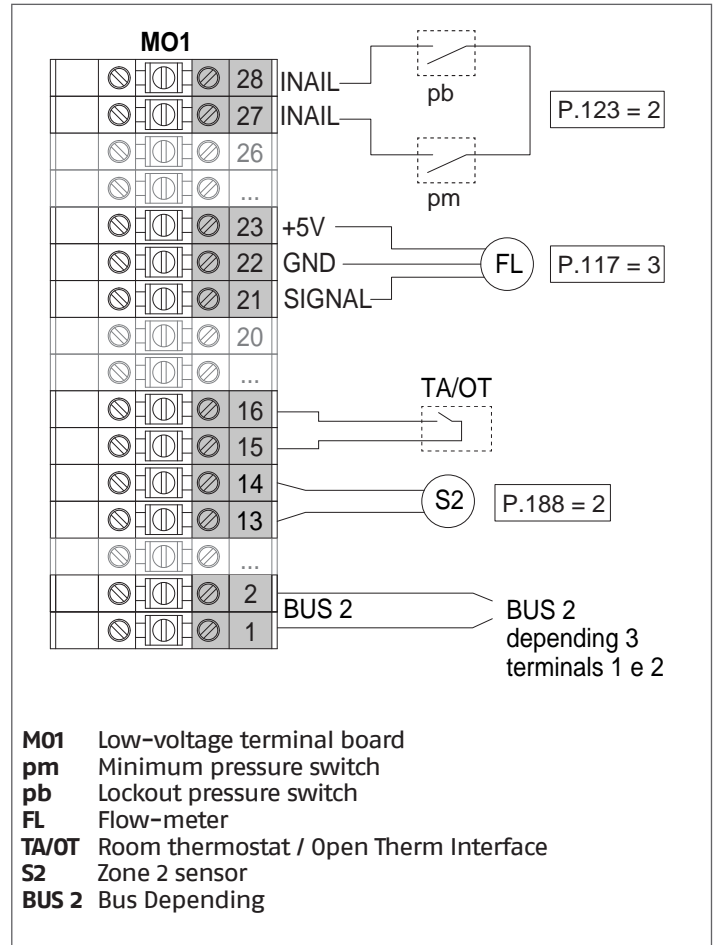 MO1
28 INAIL
pb
27 INAIL
P.123 = 2
26
...
pm
23 +5V
22 GND
FL
P.117 = 3
21 SIGNAL
20
...
TA/OT
16
15
14
S2
P.188 = 2
13
...
2
BUS 2
1
BUS 2
depending 3
terminals 1 e 2
M01 Low-voltage terminal board
pm Minimum pressure switch
pb Lockout pressure switch
FL Flow-meter
TA/OT Room thermostat / Open Therm Interface
S2 Zone 2 sensor
BUS 2 Bus Depending